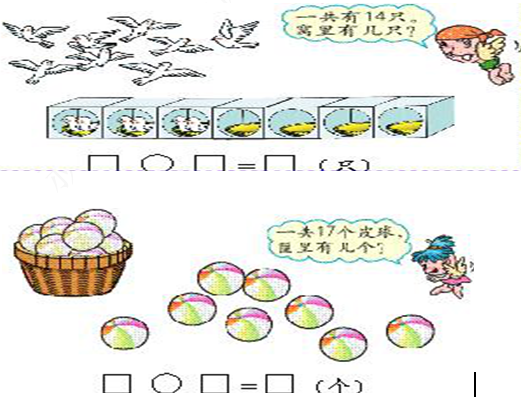 一共有14只。
窝里有几只?
□○□=□(只)
一共17个皮球,
筐里有几个?
□○□=□(个)